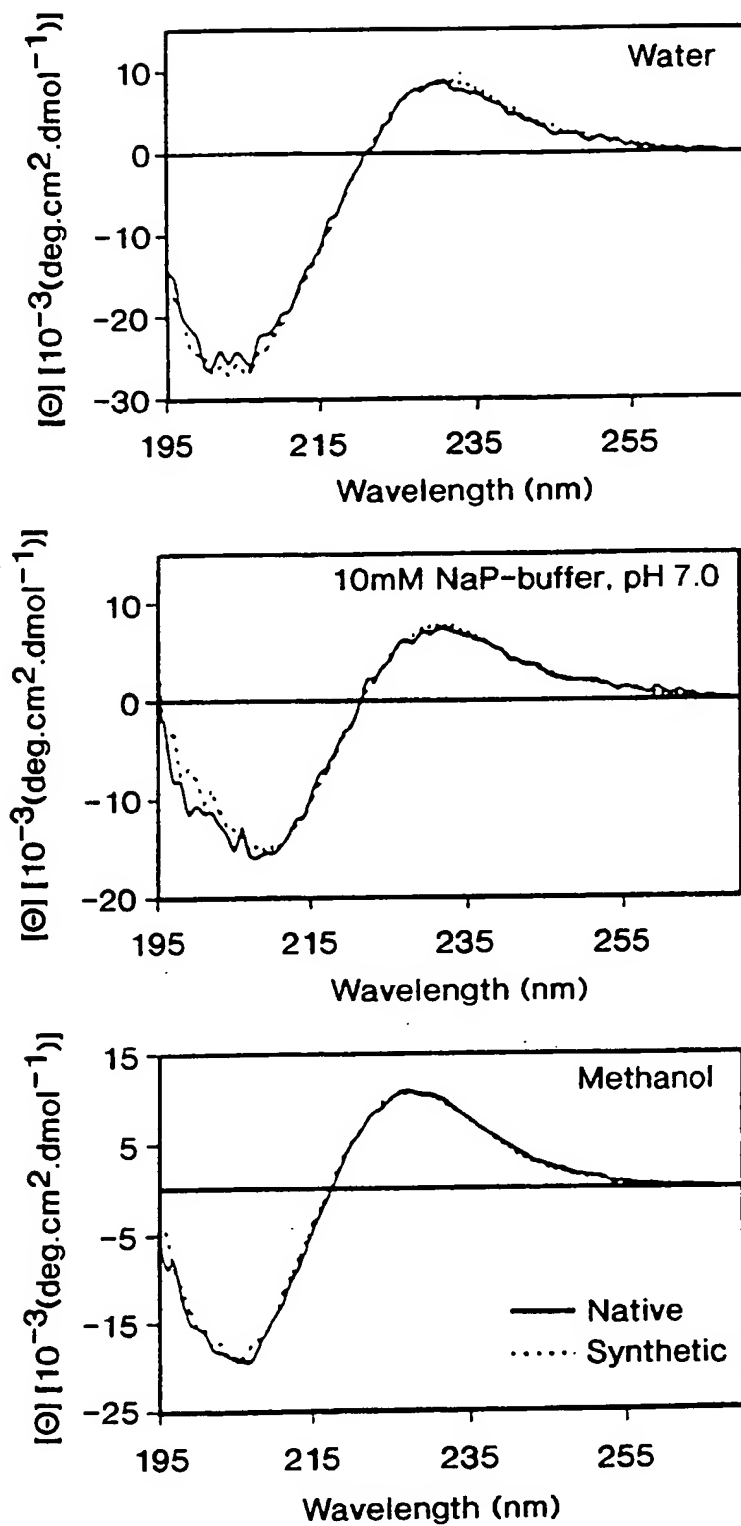 [Θ] [10⁻³(deg.cm².dmol⁻¹)]
Water
10
0
−10
−20
−30
195 215 235 255
Wavelength (nm)
[Θ] [10⁻³(deg.cm².dmol⁻¹)]
10mM NaP-buffer, pH 7.0
10
0
−10
−20
195 215 235 255
Wavelength (nm)
[Θ] [10⁻³(deg.cm².dmol⁻¹)]
Methanol
15
5
−5
−15
−25
Native
Synthetic
195 215 235 255
Wavelength (nm)